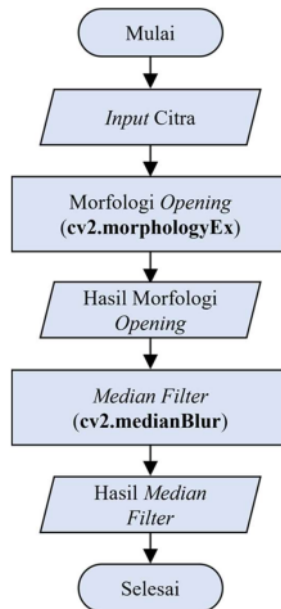 Mulai
Input Citra
Morfologi Opening
(cv2.morphologyEx)
Hasil Morfologi
Opening
Median Filter
(cv2.medianBlur)
Hasil Median
Filter
Selesai